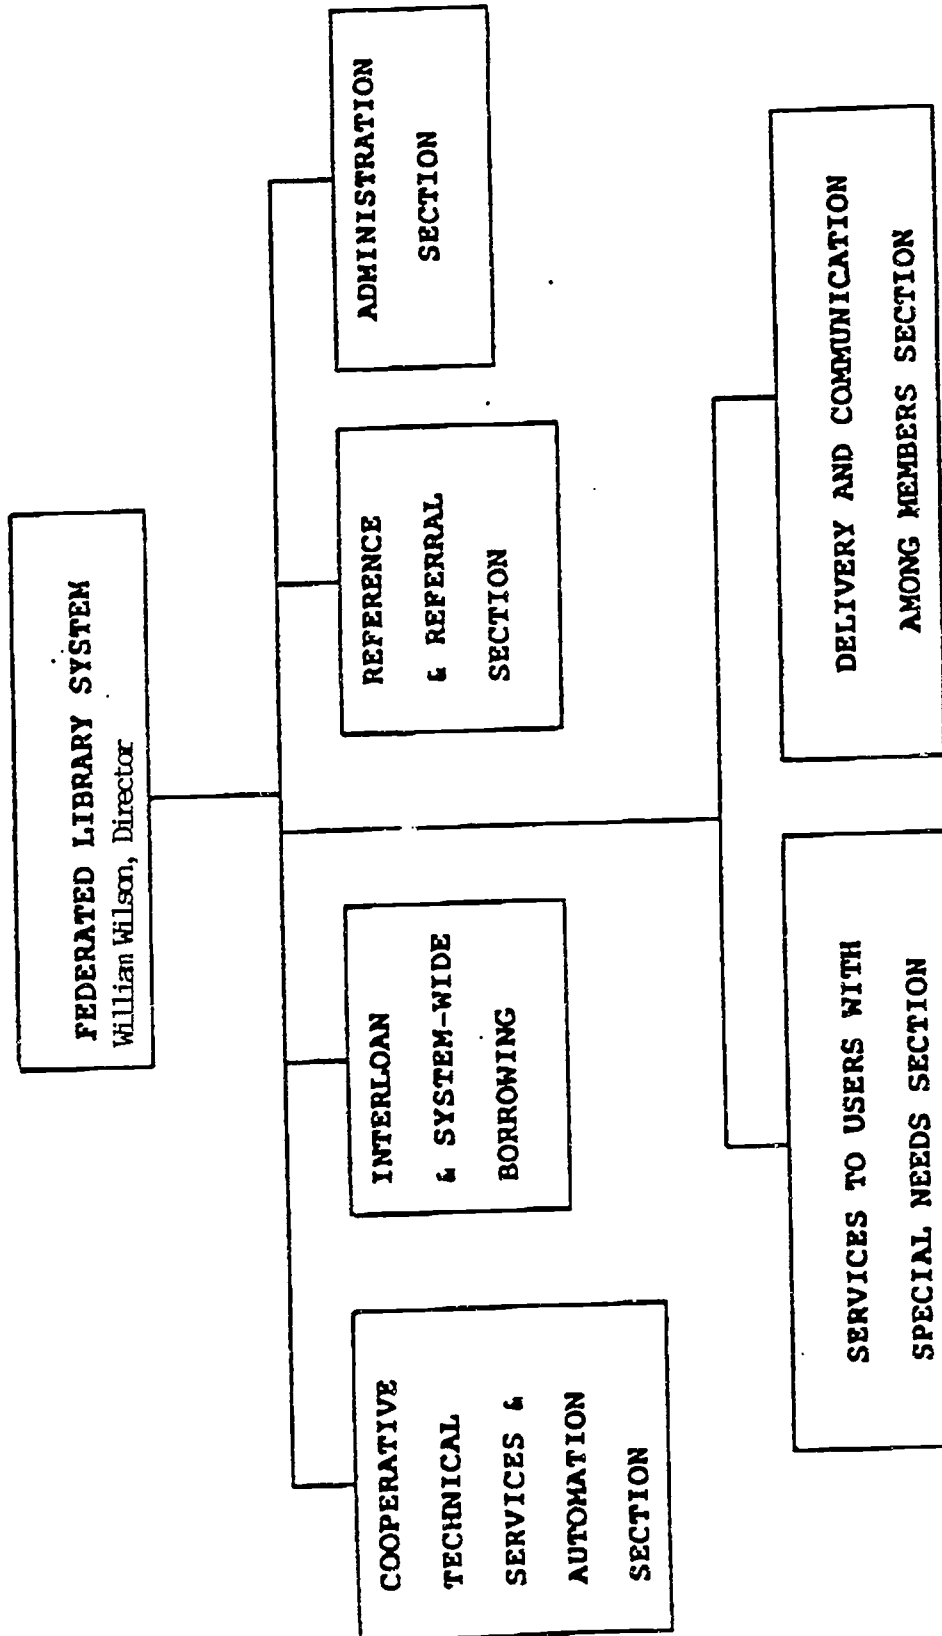 FEDERATED LIBRARY SYSTEM
William Wilson, Director
COOPERATIVE
TECHNICAL
SERVICES &
AUTOMATION
SECTION
INTERLOAN
& SYSTEM-WIDE
BORROWING
REFERENCE
& REFERRAL
SECTION
ADMINISTRATION
SECTION
SERVICES TO USERS WITH
SPECIAL NEEDS SECTION
DELIVERY AND COMMUNICATION
AMONG MEMBERS SECTION